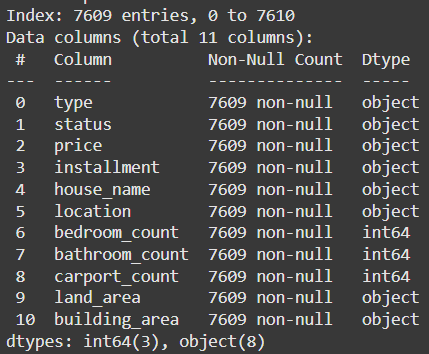 Index: 7609 entries, 0 to 7610
Data columns (total 11 columns):
 #   Column          Non-Null Count  Dtype
---  ------          --------------  -----
 0   type            7609 non-null   object
 1   status          7609 non-null   object
 2   price           7609 non-null   object
 3   installment     7609 non-null   object
 4   house_name      7609 non-null   object
 5   location        7609 non-null   object
 6   bedroom_count   7609 non-null   int64
 7   bathroom_count  7609 non-null   int64
 8   carport_count   7609 non-null   int64
 9   land_area       7609 non-null   object
 10  building_area   7609 non-null   object
dtypes: int64(3), object(8)